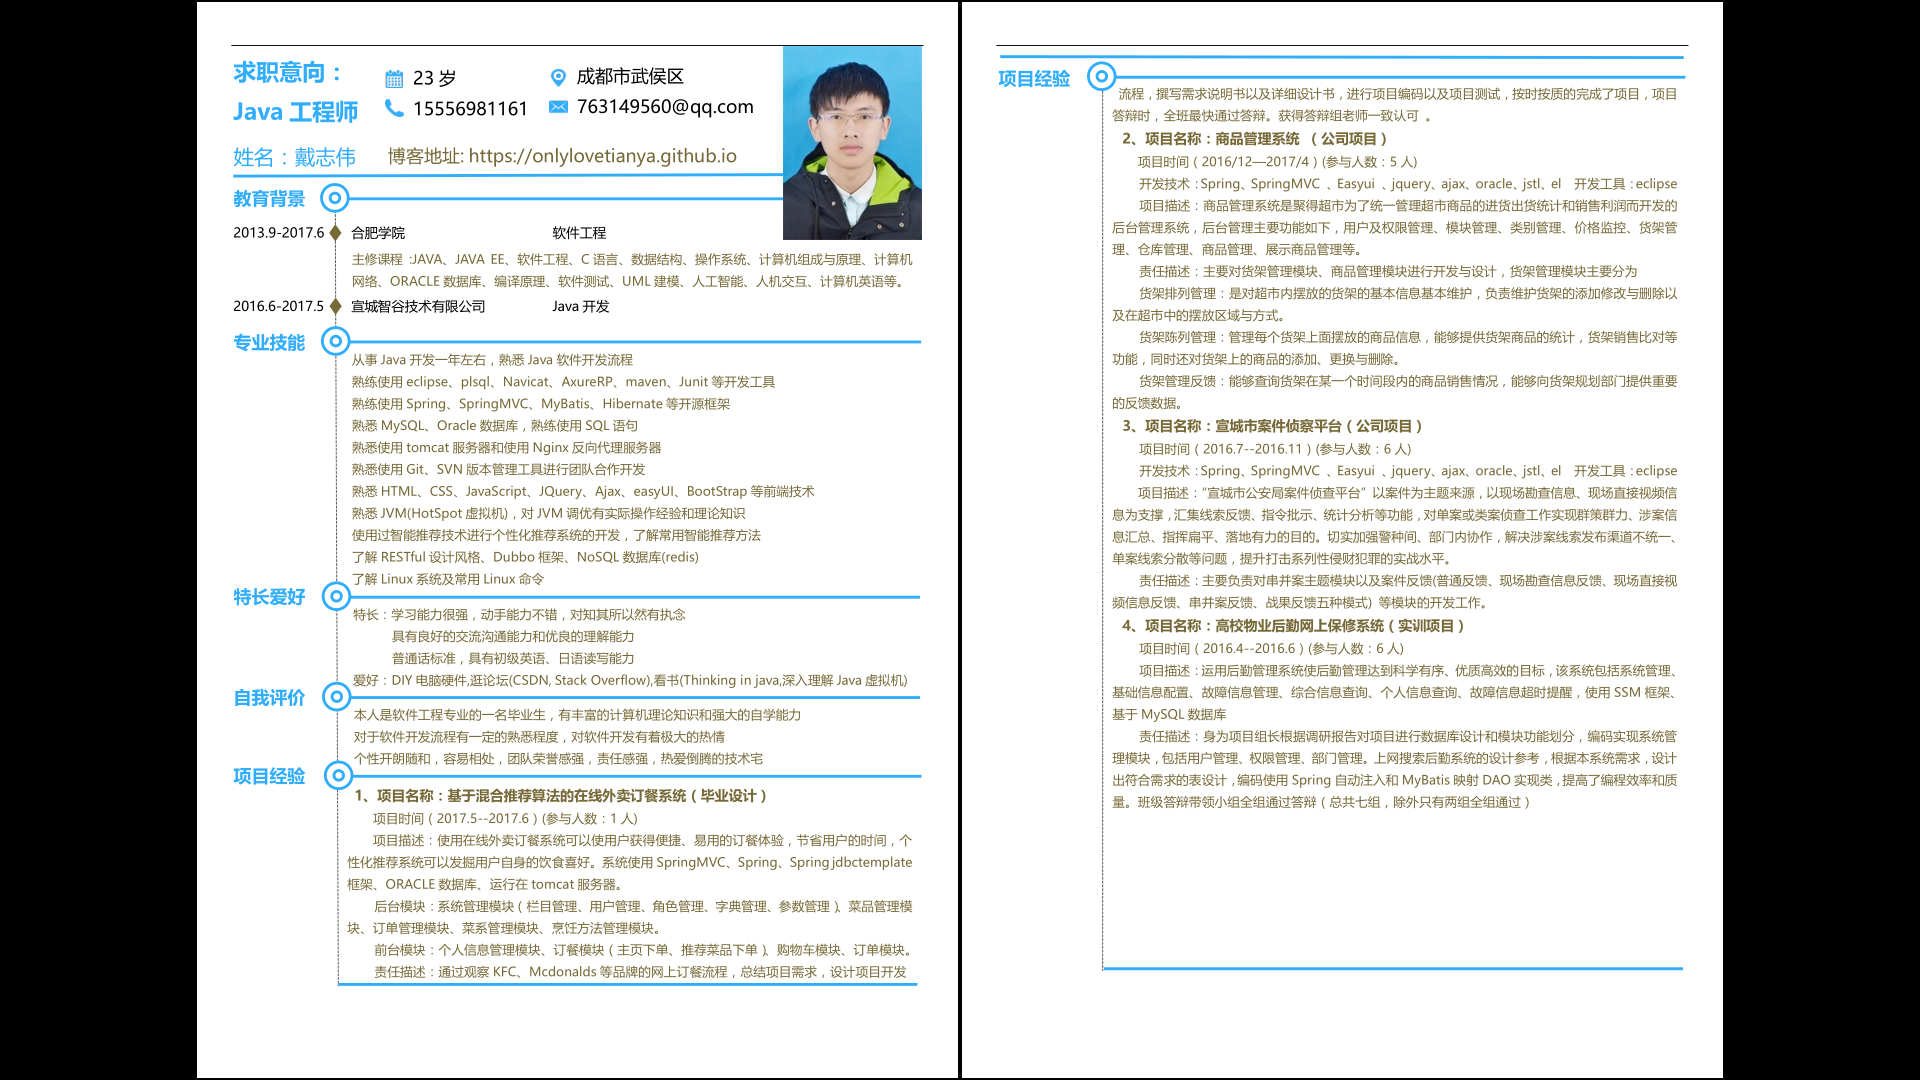 求职意向：
Java 工程师
23 岁
成都市武侯区
15556981161
763149560@qq.com
姓名：戴志伟
博客地址: https://onlylovetianya.github.io
教育背景
2013.9-2017.6 合肥学院 软件工程
主修课程 :JAVA、JAVA EE、软件工程、C 语言、数据结构、操作系统、计算机组成与原理、计算机
网络、ORACLE 数据库、编译原理、软件测试、UML 建模、人工智能、人机交互、计算机英语等。
2016.6-2017.5 宣城智谷技术有限公司 Java 开发
专业技能
从事 Java 开发一年左右，熟悉 Java 软件开发流程
熟练使用 eclipse、plsql、Navicat、AxureRP、maven、Junit 等开发工具
熟练使用 Spring、SpringMVC、MyBatis、Hibernate 等开源框架
熟悉 MySQL、Oracle 数据库，熟练使用 SQL 语句
熟悉使用 tomcat 服务器和使用 Nginx 反向代理服务器
熟悉使用 Git、SVN 版本管理工具进行团队合作开发
熟悉 HTML、CSS、JavaScript、JQuery、Ajax、easyUI、BootStrap 等前端技术
熟悉 JVM(HotSpot 虚拟机)，对 JVM 调优有实际操作经验和理论知识
使用过智能推荐技术进行个性化推荐系统的开发，了解常用智能推荐方法
了解 RESTful 设计风格、Dubbo 框架、NoSQL 数据库(redis)
了解 Linux 系统及常用 Linux 命令
特长爱好
特长：学习能力很强，动手能力不错，对知其所以然有执念
具有良好的交流沟通能力和优良的理解能力
普通话标准，具有初级英语、日语读写能力
爱好：DIY 电脑硬件,逛论坛(CSDN, Stack Overflow),看书(Thinking in java,深入理解 Java 虚拟机)
自我评价
本人是软件工程专业的一名毕业生，有丰富的计算机理论知识和强大的自学能力
对于软件开发流程有一定的熟悉程度，对软件开发有着极大的热情
个性开朗随和，容易相处，团队荣誉感强，责任感强，热爱倒腾的技术宅
项目经验
1、项目名称：基于混合推荐算法的在线外卖订餐系统（毕业设计）
项目时间（2017.5--2017.6）(参与人数：1 人)
项目描述：使用在线外卖订餐系统可以使用户获得便捷、易用的订餐体验，节省用户的时间，个
性化推荐系统可以发掘用户自身的饮食喜好。系统使用 SpringMVC、Spring、Spring jdbctemplate
框架、ORACLE 数据库、运行在 tomcat 服务器。
后台模块：系统管理模块（栏目管理、用户管理、角色管理、字典管理、参数管理）、菜品管理模
块、订单管理模块、菜系管理模块、烹饪方法管理模块。
前台模块：个人信息管理模块、订餐模块（主页下单、推荐菜品下单）、购物车模块、订单模块。
责任描述：通过观察 KFC、Mcdonalds 等品牌的网上订餐流程，总结项目需求，设计项目开发
项目经验
流程，撰写需求说明书以及详细设计书，进行项目编码以及项目测试，按时按质的完成了项目，项目
答辩时，全班最快通过答辩。获得答辩组老师一致认可 。
2、项目名称：商品管理系统 （公司项目）
项目时间（2016/12—2017/4）(参与人数：5 人)
开发技术：Spring、SpringMVC 、Easyui 、jquery、ajax、oracle、jstl、el 开发工具：eclipse
项目描述：商品管理系统是聚得超市为了统一管理超市商品的进货出货统计和销售利润而开发的
后台管理系统，后台管理主要功能如下，用户及权限管理、模块管理、类别管理、价格监控、货架管
理、仓库管理、商品管理、展示商品管理等。
责任描述：主要对货架管理模块、商品管理模块进行开发与设计，货架管理模块主要分为
货架排列管理：是对超市内摆放的货架的基本信息基本维护，负责维护货架的添加修改与删除以
及在超市中的摆放区域与方式。
货架陈列管理：管理每个货架上面摆放的商品信息，能够提供货架商品的统计，货架销售比对等
功能，同时还对货架上的商品的添加、更换与删除。
货架管理反馈：能够查询货架在某一个时间段内的商品销售情况，能够向货架规划部门提供重要
的反馈数据。
3、项目名称：宣城市案件侦察平台（公司项目）
项目时间（2016.7--2016.11）(参与人数：6 人)
开发技术：Spring、SpringMVC 、Easyui 、jquery、ajax、oracle、jstl、el 开发工具：eclipse
项目描述：“宣城市公安局案件侦查平台”以案件为主题来源，以现场勘查信息、现场直接视频信
息为支撑，汇集线索反馈、指令批示、统计分析等功能，对单案或类案侦查工作实现群策群力、涉案信
息汇总、指挥扁平、落地有力的目的。切实加强警种间、部门内协作，解决涉案线索发布渠道不统一、
单案线索分散等问题，提升打击系列性侵财犯罪的实战水平。
责任描述：主要负责对串并案主题模块以及案件反馈(普通反馈、现场勘查信息反馈、现场直接视
频信息反馈、串并案反馈、战果反馈五种模式) 等模块的开发工作。
4、项目名称：高校物业后勤网上保修系统（实训项目）
项目时间（2016.4--2016.6）(参与人数：6 人)
项目描述：运用后勤管理系统使后勤管理达到科学有序、优质高效的目标，该系统包括系统管理、
基础信息配置、故障信息管理、综合信息查询、个人信息查询、故障信息超时提醒，使用 SSM 框架、
基于 MySQL 数据库
责任描述：身为项目组长根据调研报告对项目进行数据库设计和模块功能划分，编码实现系统管
理模块，包括用户管理、权限管理、部门管理。上网搜索后勤系统的设计参考，根据本系统需求，设计
出符合需求的表设计，编码使用 Spring 自动注入和 MyBatis 映射 DAO 实现类，提高了编程效率和质
量。班级答辩带领小组全组通过答辩（总共七组，除外只有两组全组通过）